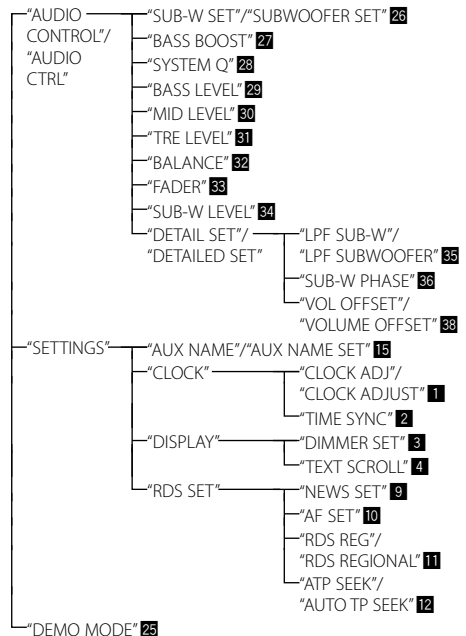 “AUDIO CONTROL”/ “AUDIO CTRL”
“SUB-W SET”/“SUBWOOFER SET” 26
“BASS BOOST” 27
“SYSTEM Q” 28
“BASS LEVEL” 29
“MID LEVEL” 30
“TRE LEVEL” 31
“BALANCE” 32
“FADER” 33
“SUB-W LEVEL” 34
“DETAIL SET”/
“DETAILED SET”
“LPF SUB-W”/
“LPF SUBWOOFER” 35
“SUB-W PHASE” 36
“VOL OFFSET”/
“VOLUME OFFSET” 38
“SETTINGS”
“AUX NAME”/“AUX NAME SET” 15
“CLOCK”
“CLOCK ADJ”/
“CLOCK ADJUST” 1
“TIME SYNC” 2
“DISPLAY”
“DIMMER SET” 3
“TEXT SCROLL” 4
“RDS SET”
“NEWS SET” 9
“AF SET” 10
“RDS REG”/
“RDS REGIONAL” 11
“ATP SEEK”/
“AUTO TP SEEK” 12
“DEMO MODE” 25